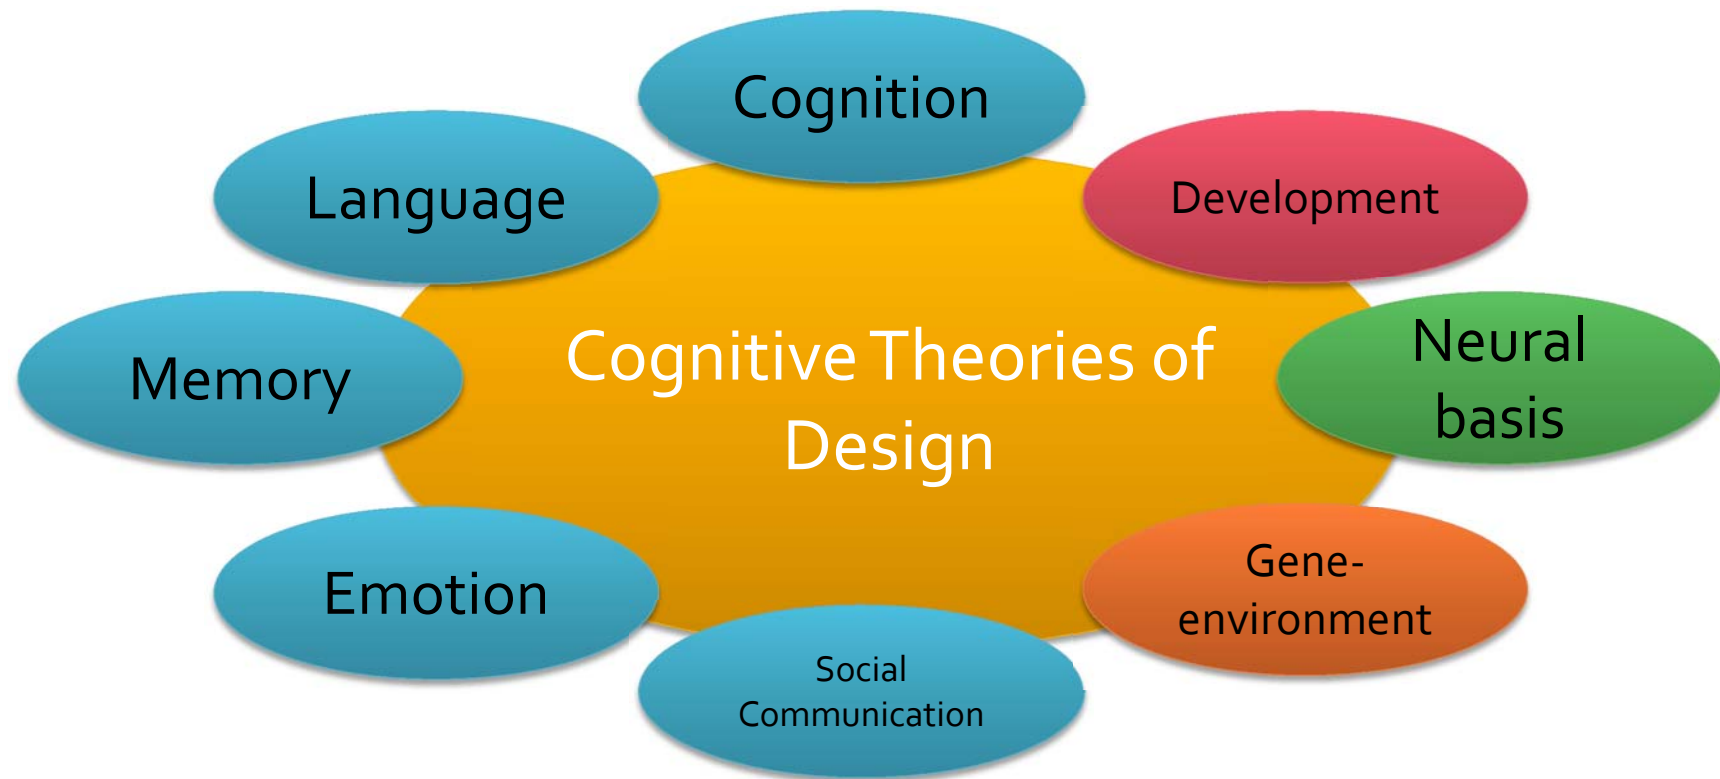 Cognition
Language
Development
Memory
Cognitive Theories of
Design
Neural
basis
Emotion
Gene-
environment
Social
Communication